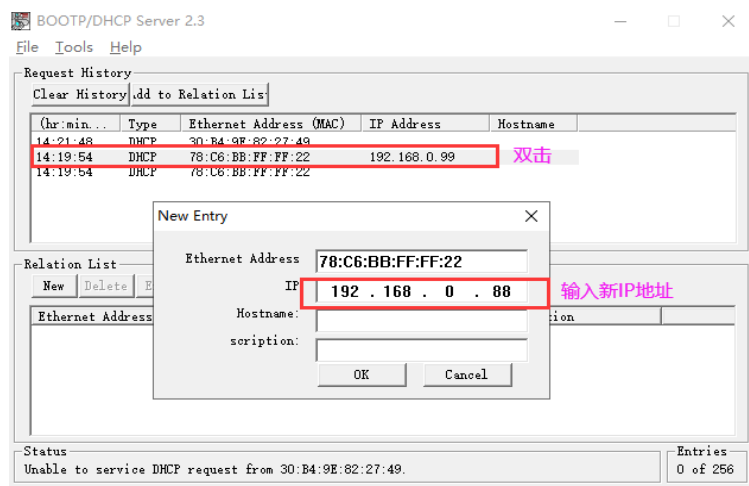 BOOTP/DHCP Server 2.3
File Tools Help
Request History
Clear History dd to Relation Lis
(hr:min... Type Ethernet Address (MAC) IP Address Hostname
14:21:48 DHCP 30:B4:9E:82:27:49
14:19:54 DHCP 78:C6:BB:FF:FF:22 192.168.0.99 双击
14:19:54 DHCP 78:C6:BB:FF:FF:22
New Entry
Ethernet Address 78:C6:BB:FF:FF:22
IP 192 . 168 . 0 . 88 输入新IP地址
Hostname:
scription:
OK Cancel
Relation List
New Delete E
Ethernet Address ion
Status
Unable to service DHCP request from 30:B4:9E:82:27:49.
Entries
0 of 256